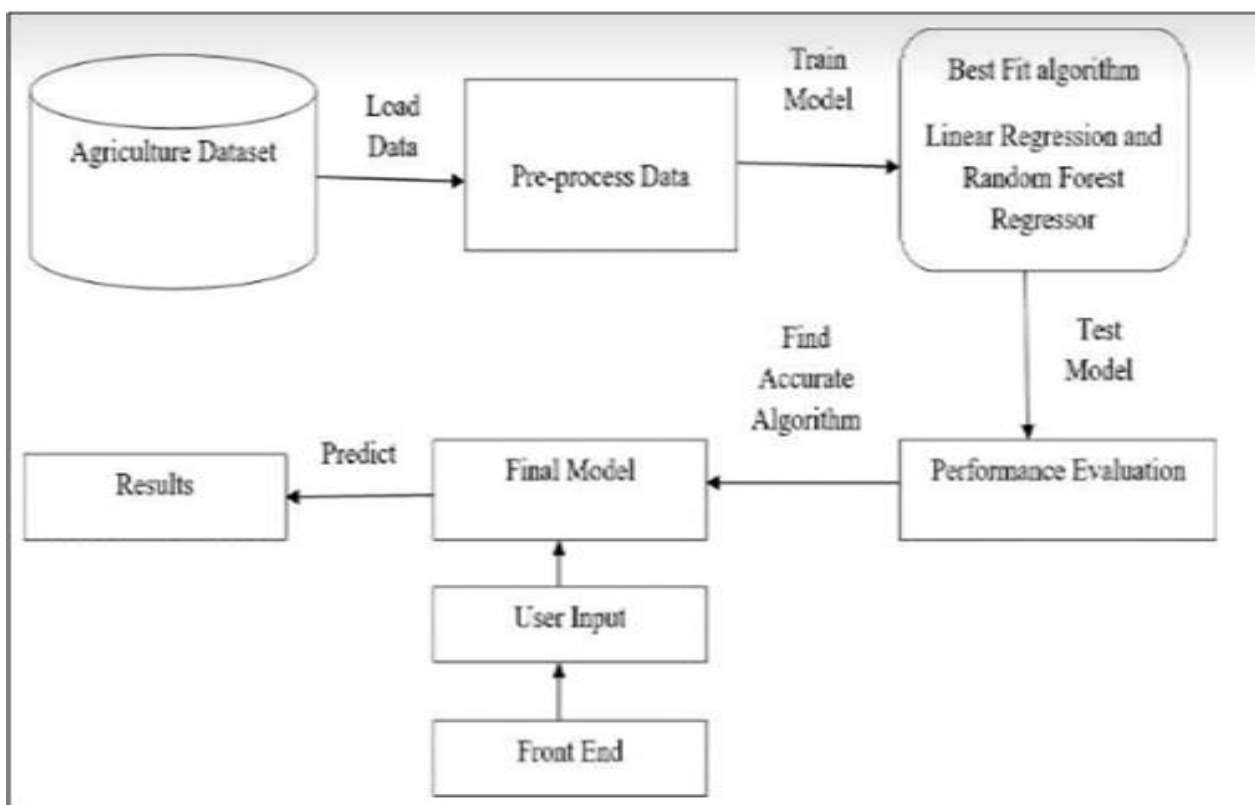 Agriculture Dataset
Load
Data
Pre-process Data
Train
Model
Best Fit algorithm
Linear Regression and
Random Forest
Regressor
Test
Model
Performance Evaluation
Find
Accurate
Algorithm
Final Model
Predict
Results
User Input
Front End